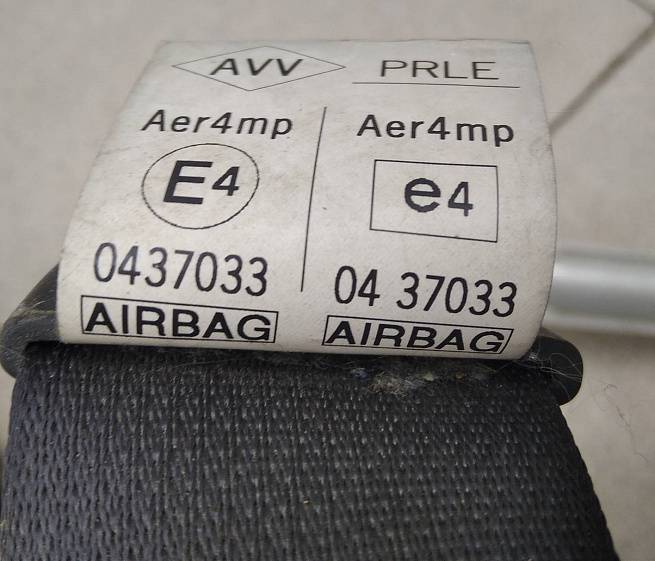 AVV PRLE
Aer4mp Aer4mp
E4 e4
0437033 04 37033
AIRBAG AIRBAG